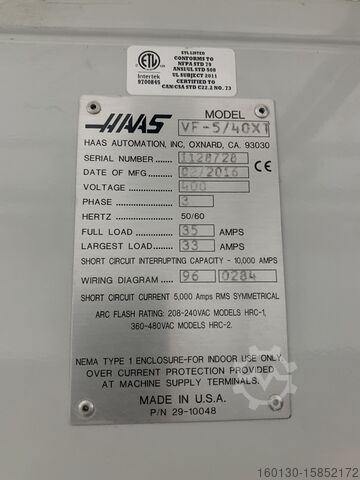 ETL LISTED
CONFORMS TO
NFPA STD 79
ANSI/UL STD 508
UL SUBJECT 2011
CERTIFIED TO
CAN/CSA STD C22.2 NO. 73
ETL
Intertek
9700845
HAAS
MODEL
VF-5/40XT
HAAS AUTOMATION, INC, OXNARD, CA. 93030
SERIAL NUMBER 1128728
DATE OF MFG 02/2016
CE
VOLTAGE 400
PHASE 3
HERTZ 50/60
FULL LOAD 35 AMPS
LARGEST LOAD 33 AMPS
SHORT CIRCUIT INTERRUPTING CAPACITY - 10,000 AMPS
WIRING DIAGRAM 96 0284
SHORT CIRCUIT CURRENT 5,000 Amps RMS SYMMETRICAL
ARC FLASH RATING: 208-240VAC MODELS HRC-1,
360-480VAC MODELS HRC-2.
NEMA TYPE 1 ENCLOSURE-FOR INDOOR USE ONLY
OVER CURRENT PROTECTION PROVIDED
AT MACHINE SUPPLY TERMINALS.
MADE IN U.S.A.
P/N 29-10048
160130-15852172